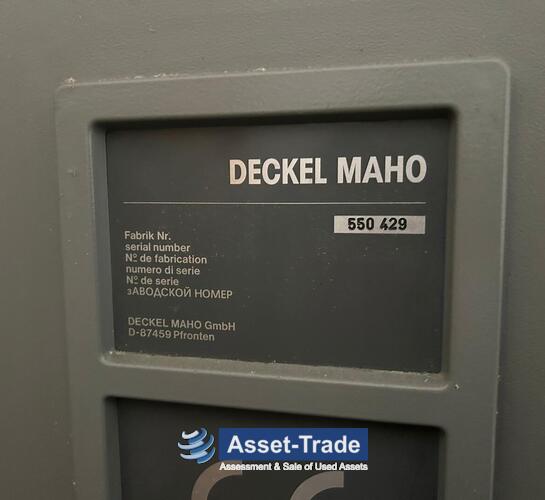 DECKEL MAHO
550 429
Fabrik Nr.
serial number
Nº de fabrication
numero di serie
Nº de serie
зАВОДСКОЙ НОМЕР
DECKEL MAHO GmbH
D-87459 Pfronten
CE
Asset-Trade
Assessment & Sale of Used Assets